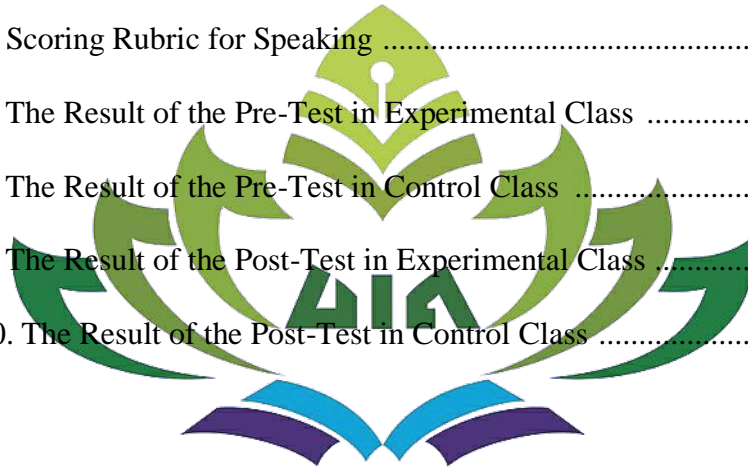 Scoring Rubric for Speaking ..........................................
The Result of the Pre-Test in Experimental Class ............
The Result of the Pre-Test in Control Class ....................
The Result of the Post-Test in Experimental Class ...........
0. The Result of the Post-Test in Control Class .................